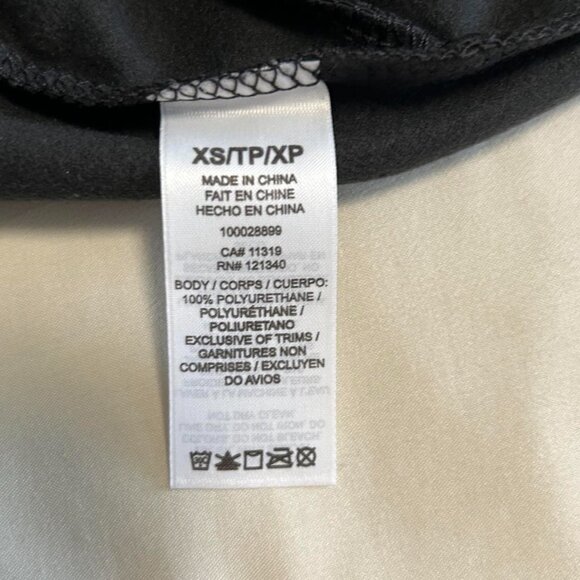 XS/TP/XP
MADE IN CHINA
FAIT EN CHINE
HECHO EN CHINA
100028899
CA# 11319
RN# 121340
BODY / CORPS / CUERPO:
100% POLYURETHANE /
POLYURÉTHANE /
POLIURETANO
EXCLUSIVE OF TRIMS /
GARNITURES NON
COMPRISES / EXCLUYEN
DO AVIOS